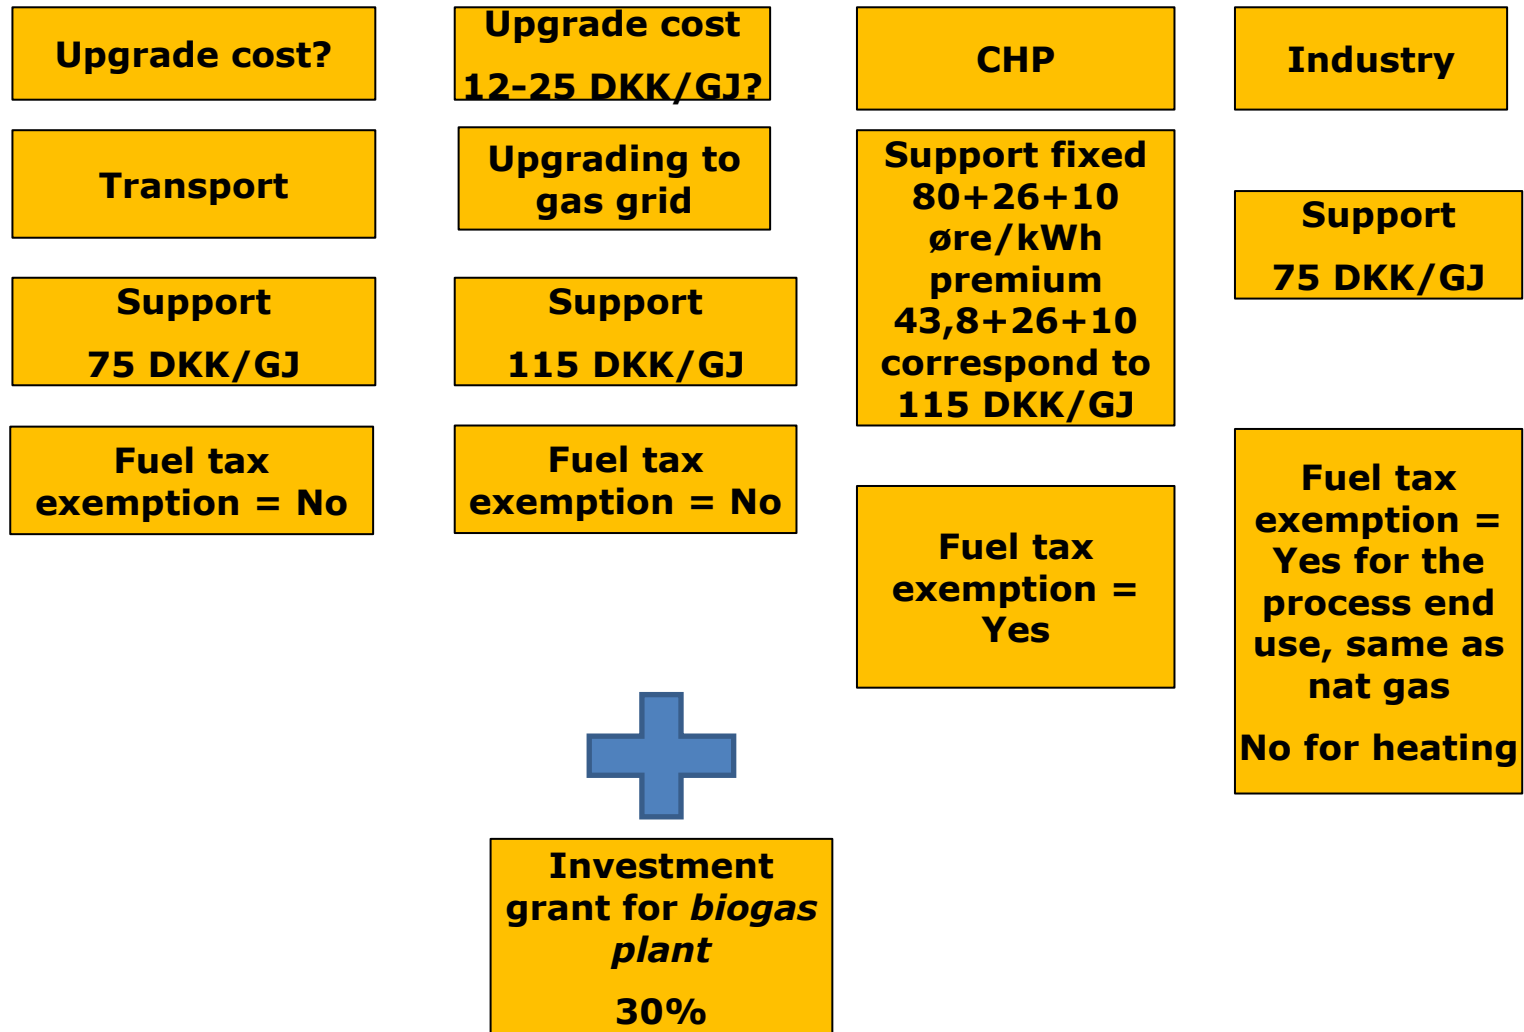 Upgrade cost?
Transport
Support
75 DKK/GJ
Fuel tax
exemption = No
Upgrade cost
12-25 DKK/GJ?
Upgrading to
gas grid
Support
115 DKK/GJ
Fuel tax
exemption = No
CHP
Support fixed
80+26+10
øre/kWh
premium
43,8+26+10
correspond to
115 DKK/GJ
Fuel tax
exemption =
Yes
Industry
Support
75 DKK/GJ
Fuel tax
exemption =
Yes for the
process end
use, same as
nat gas
No for heating
Investment
grant for biogas
plant
30%